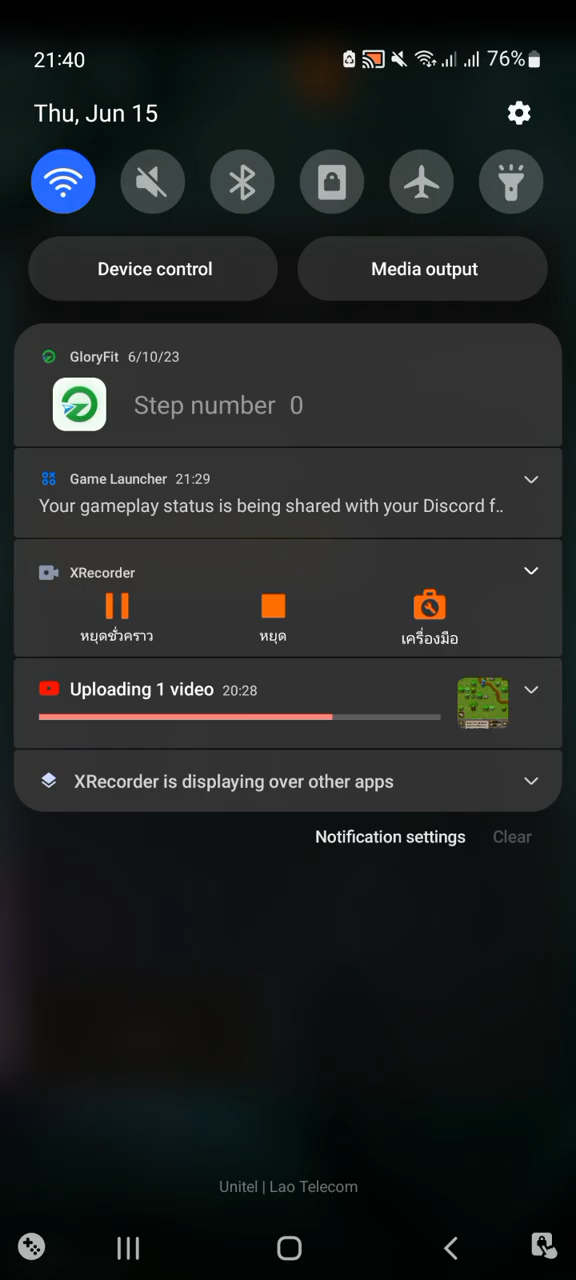 21:40
76%
Thu, Jun 15
Device control
Media output
GloryFit 6/10/23
Step number 0
Game Launcher 21:29
Your gameplay status is being shared with your Discord f..
XRecorder
หยุดชั่วคราว
หยุด
เครื่องมือ
Uploading 1 video 20:28
XRecorder is displaying over other apps
Notification settings
Clear
Unitel | Lao Telecom